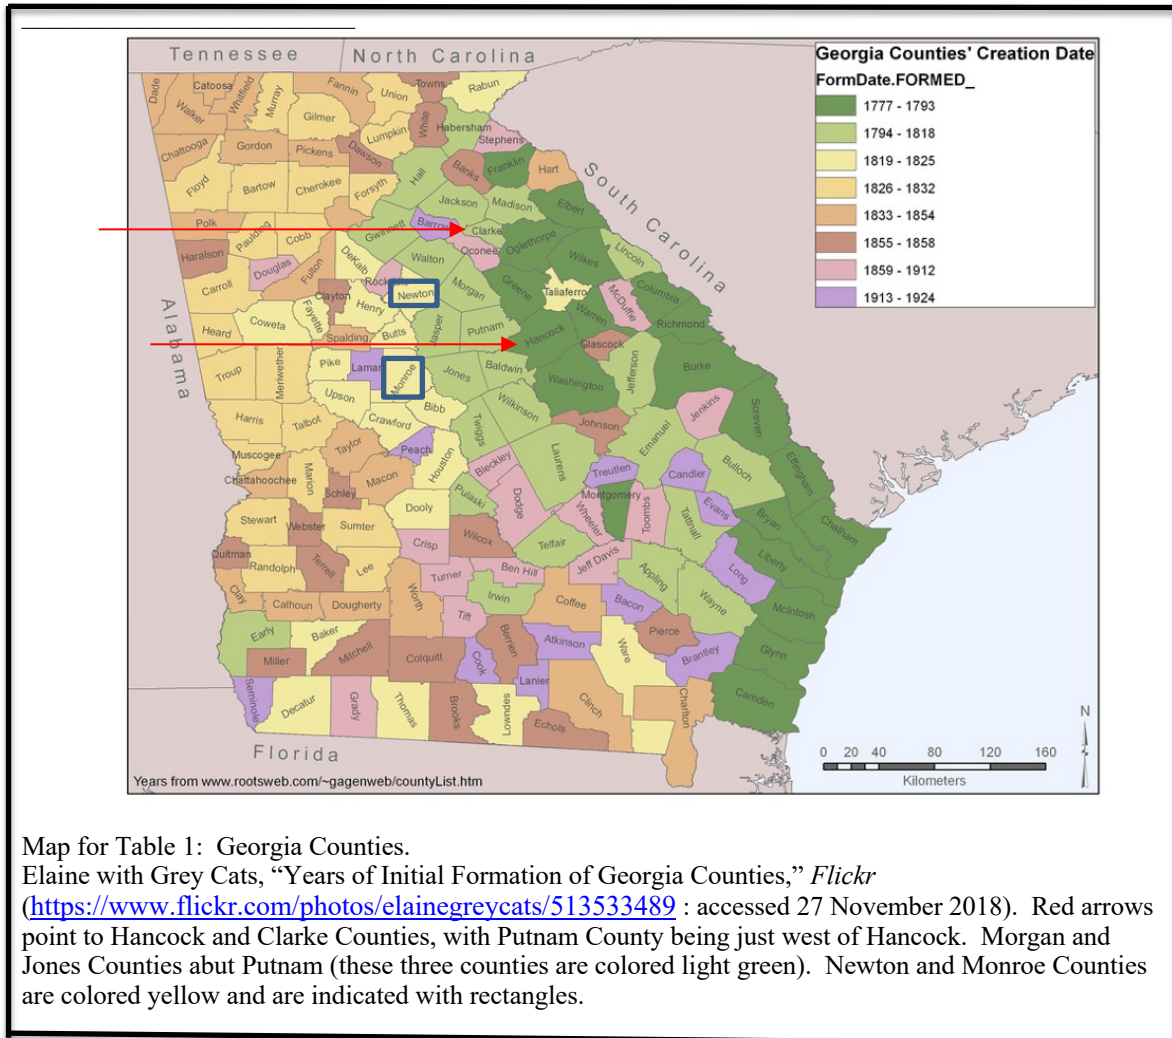 Tennessee
North Carolina
Georgia Counties' Creation Date
FormDate.FORMED_
1777 - 1793
1794 - 1818
1819 - 1825
1826 - 1832
1833 - 1854
1855 - 1858
1859 - 1912
1913 - 1924
South Carolina
Alabama
Florida
Dade
Catoosa
Walker
Whitfield
Murray
Fannin
Union
Towns
Rabun
Gilmer
White
Habersham
Stephens
Lumpkin
Chattooga
Gordon
Pickens
Dawson
Banks
Franklin
Hart
Floyd
Bartow
Cherokee
Forsyth
Hall
Jackson
Madison
Elbert
Polk
Paulding
Cobb
Gwinnett
Barrow
Clarke
Oconee
Oglethorpe
Wilkes
Lincoln
Haralson
Douglas
Fulton
DeKalb
Walton
Morgan
Greene
Taliaferro
McDuffie
Columbia
Carroll
Clayton
Rock
Newton
Henry
Fayette
Warren
Richmond
Heard
Coweta
Spalding
Butts
Jasper
Putnam
Hancock
Glascock
Jefferson
Burke
Troup
Meriwether
Pike
Lamar
Monroe
Jones
Baldwin
Washington
Upson
Bibb
Wilkinson
Jenkins
Screven
Harris
Talbot
Crawford
Twiggs
Johnson
Emanuel
Muscogee
Taylor
Peach
Houston
Bleckley
Laurens
Treutlen
Candler
Bulloch
Effingham
Chattahoochee
Marion
Macon
Schley
Pulaski
Dodge
Montgomery
Wheeler
Toombs
Evans
Stewart
Webster
Sumter
Dooly
Wilcox
Tattnall
Bryan
Chatham
Quitman
Randolph
Terrell
Lee
Crisp
Telfair
Jeff Davis
Liberty
Long
Clay
Calhoun
Dougherty
Worth
Turner
Ben Hill
Irwin
Coffee
Appling
Wayne
McIntosh
Early
Baker
Tift
Bacon
Miller
Mitchell
Colquitt
Cook
Berrien
Atkinson
Ware
Pierce
Brantley
Glynn
Lanier
Camden
Seminole
Decatur
Grady
Thomas
Brooks
Lowndes
Echols
Clinch
Charlton
N
0 20 40 80 120 160
Kilometers
Years from www.rootsweb.com/~gagenweb/countyList.htm
Map for Table 1: Georgia Counties.
Elaine with Grey Cats, “Years of Initial Formation of Georgia Counties,” Flickr
(https://www.flickr.com/photos/elainegreycats/513533489 : accessed 27 November 2018). Red arrows
point to Hancock and Clarke Counties, with Putnam County being just west of Hancock. Morgan and
Jones Counties abut Putnam (these three counties are colored light green). Newton and Monroe Counties
are colored yellow and are indicated with rectangles.